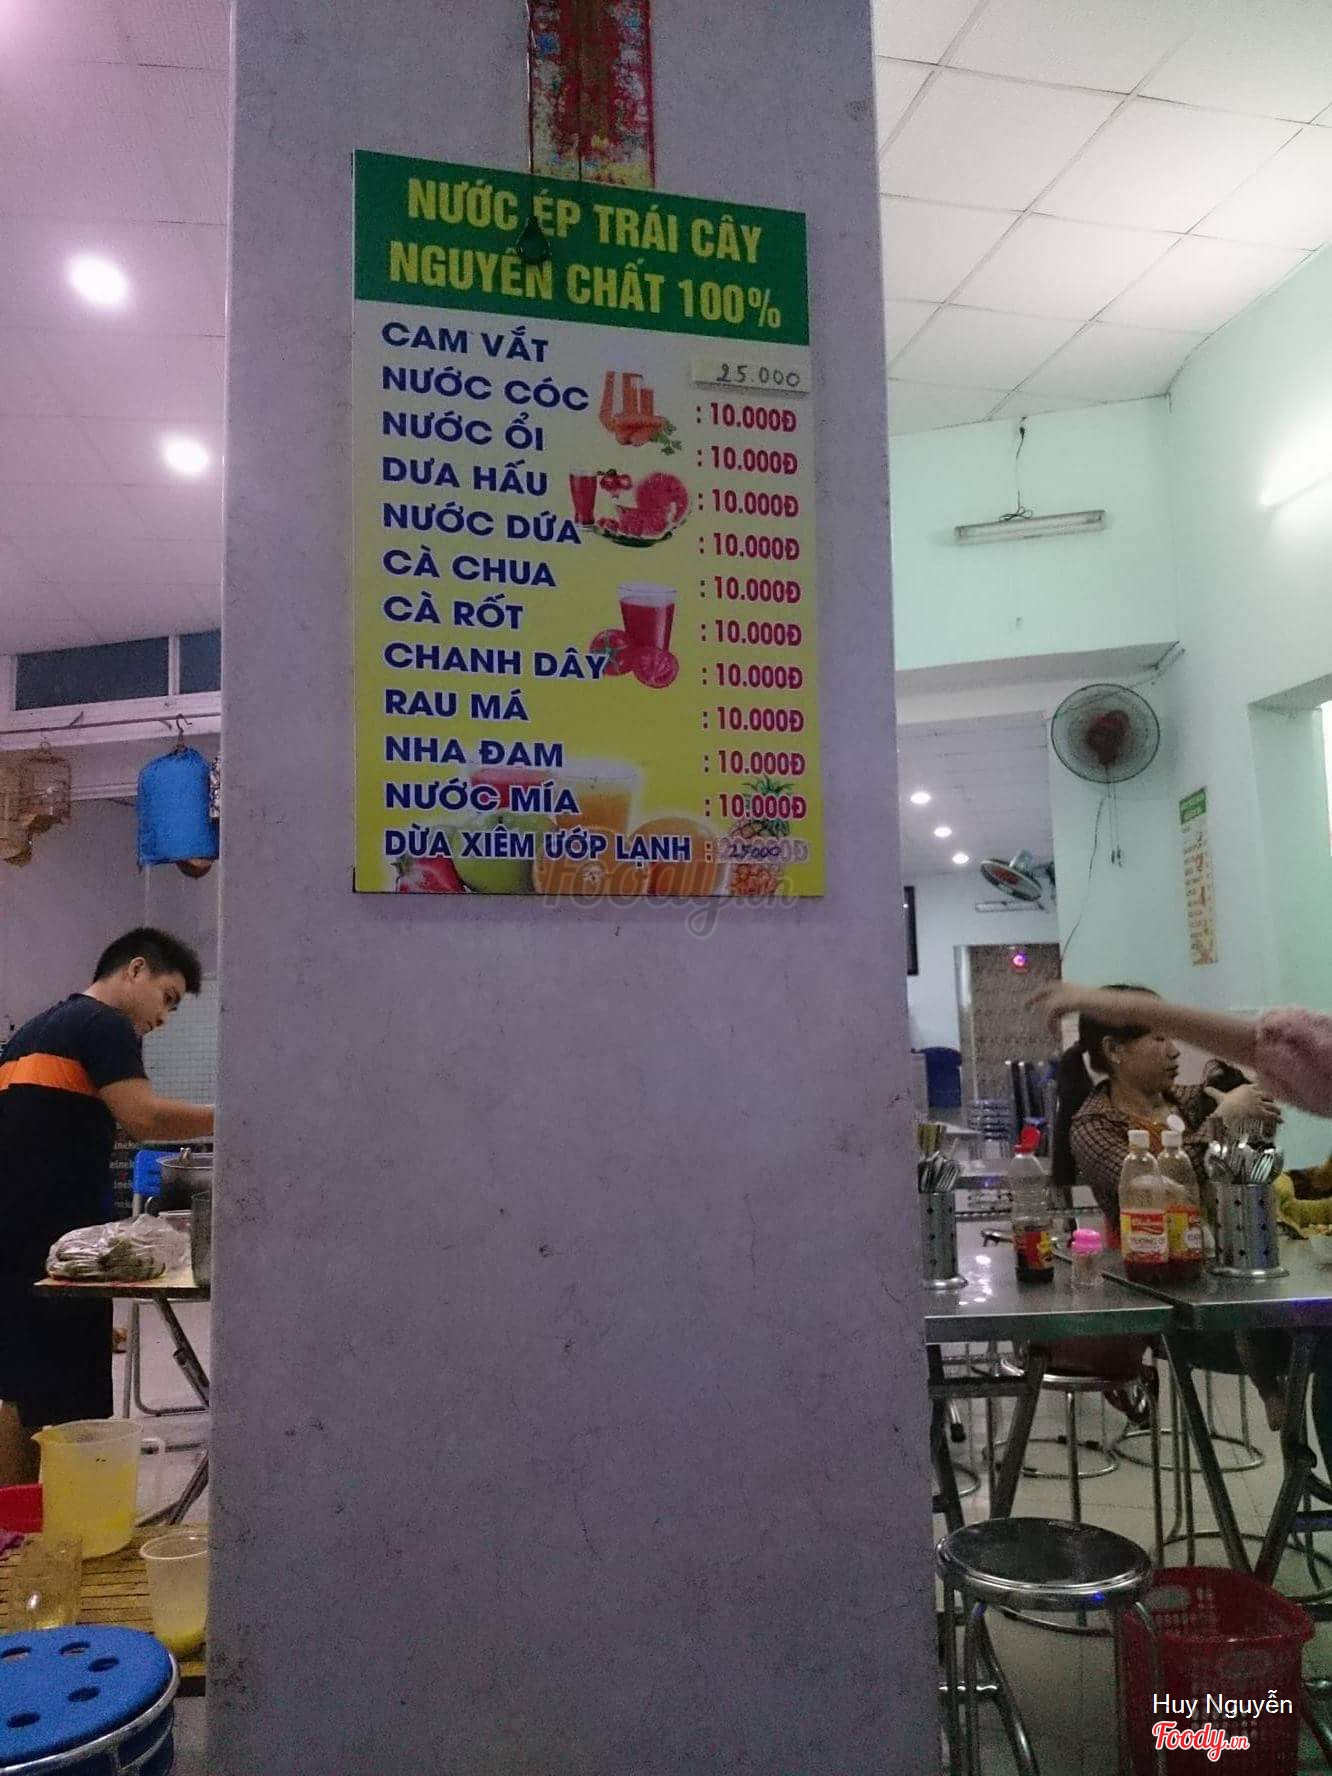 NƯỚC ÉP TRÁI CÂY
NGUYÊN CHẤT 100%
CAM VẮT 25.000
NƯỚC CÓC : 10.000Đ
NƯỚC ỔI : 10.000Đ
DƯA HẤU : 10.000Đ
NƯỚC DỨA : 10.000Đ
CÀ CHUA : 10.000Đ
CÀ RỐT : 10.000Đ
CHANH DÂY : 10.000Đ
RAU MÁ : 10.000Đ
NHA ĐAM : 10.000Đ
NƯỚC MÍA : 10.000Đ
DỪA XIÊM ƯỚP LẠNH : 25000Đ
Foody.vn
Huy Nguyễn
Foody.vn